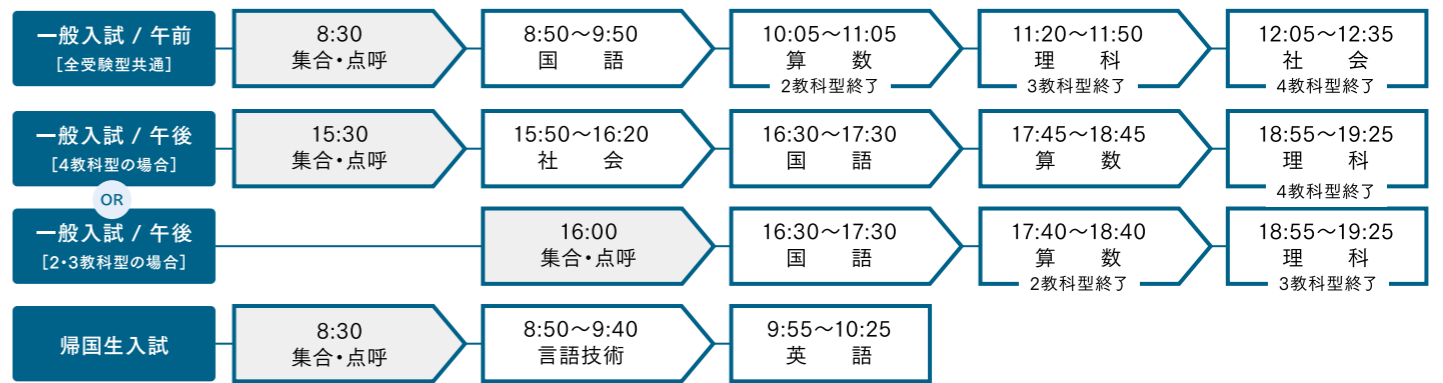 一般入試 / 午前
[全受験型共通]
8:30
集合・点呼
8:50〜9:50
国　語
10:05〜11:05
算　数
2教科型終了
11:20〜11:50
理　科
3教科型終了
12:05〜12:35
社　会
4教科型終了
一般入試 / 午後
[4教科型の場合]
15:30
集合・点呼
15:50〜16:20
社　会
16:30〜17:30
国　語
17:45〜18:45
算　数
18:55〜19:25
理　科
4教科型終了
OR
一般入試 / 午後
[2・3教科型の場合]
16:00
集合・点呼
16:30〜17:30
国　語
17:40〜18:40
算　数
2教科型終了
18:55〜19:25
理　科
3教科型終了
帰国生入試
8:30
集合・点呼
8:50〜9:40
言語技術
9:55〜10:25
英　語